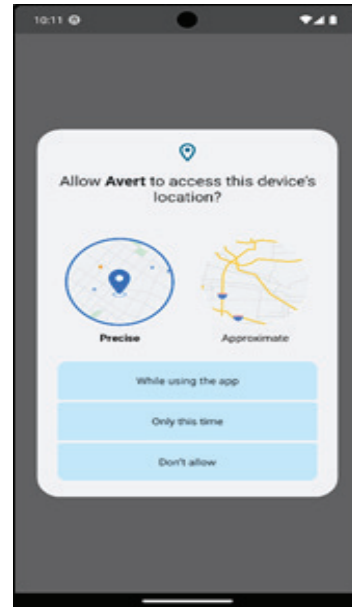 10:11
Allow Avert to access this device's
location?
Precise
Approximate
While using the app
Only this time
Don't allow